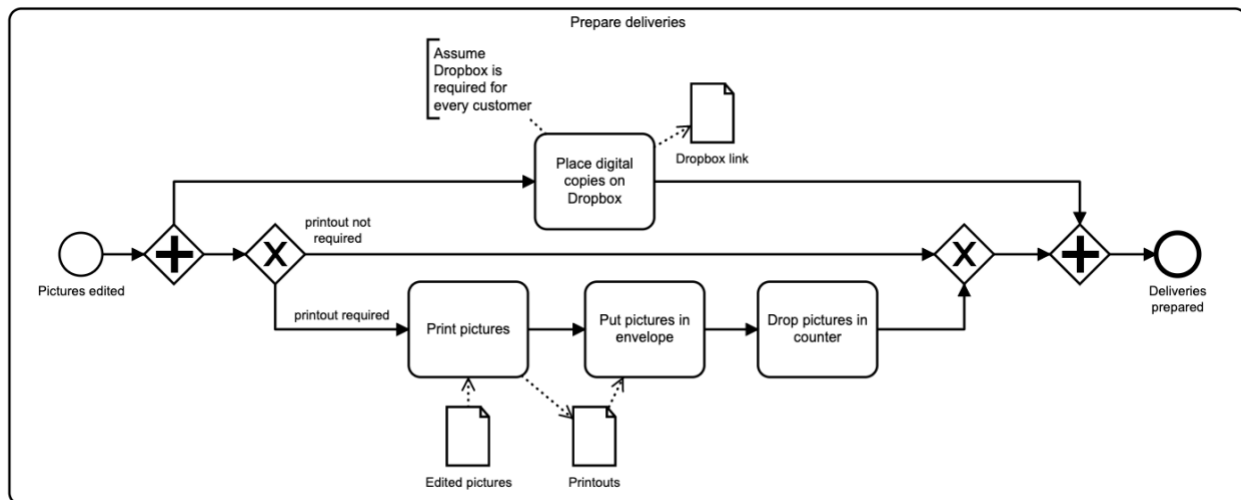 Prepare deliveries
Assume
Dropbox is
required for
every customer
Dropbox link
Place digital
copies on
Dropbox
printout not
required
Pictures edited
X
X
Deliveries
prepared
printout required
Print pictures
Put pictures in
envelope
Drop pictures in
counter
Edited pictures
Printouts